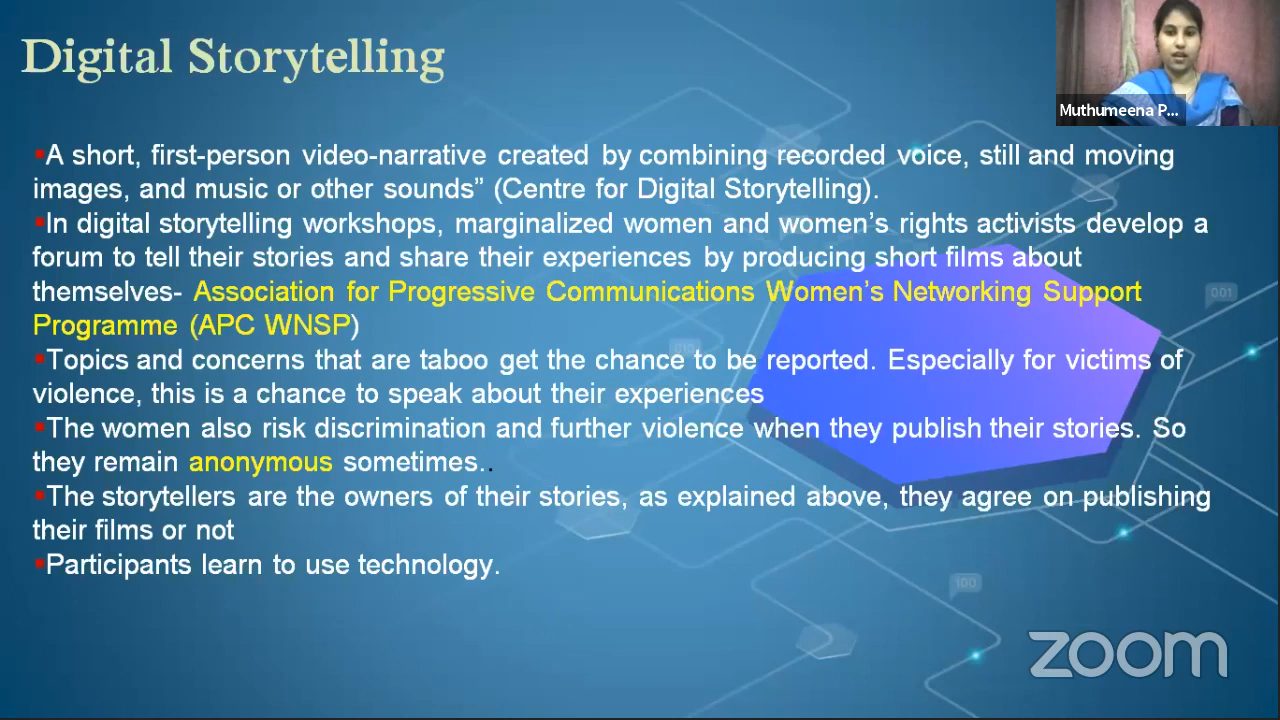 Digital Storytelling
Muthumeena P...
▪A short, first-person video-narrative created by combining recorded voice, still and moving
images, and music or other sounds” (Centre for Digital Storytelling).
▪In digital storytelling workshops, marginalized women and women’s rights activists develop a
forum to tell their stories and share their experiences by producing short films about
themselves- Association for Progressive Communications Women’s Networking Support
Programme (APC WNSP)
▪Topics and concerns that are taboo get the chance to be reported. Especially for victims of
violence, this is a chance to speak about their experiences
▪The women also risk discrimination and further violence when they publish their stories. So
they remain anonymous sometimes..
▪The storytellers are the owners of their stories, as explained above, they agree on publishing
their films or not
▪Participants learn to use technology.
001
100
zoom